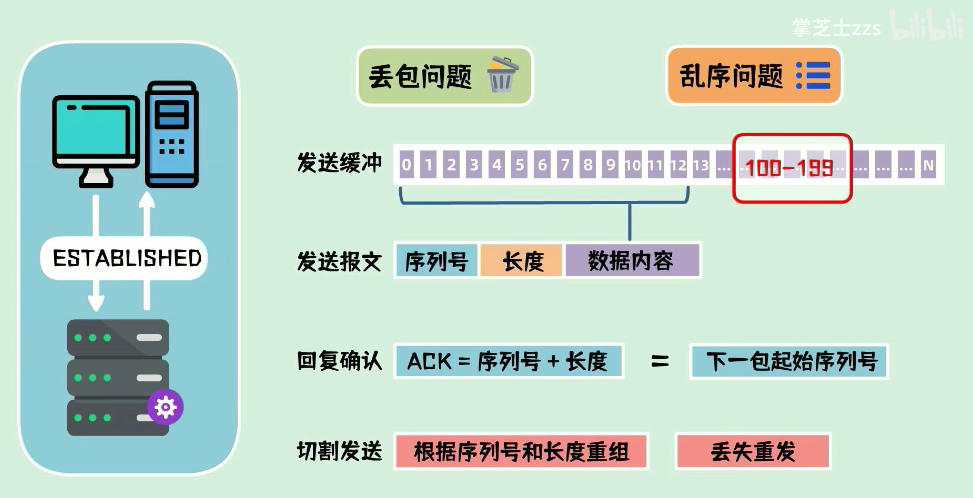 掌芝士zzs bilibili
丢包问题
乱序问题
发送缓冲 0 1 2 3 4 5 6 7 8 9 10 11 12 13 ... 100-199 ... ... ... N
ESTABLISHED
发送报文 序列号 长度 数据内容
回复确认 ACK = 序列号 + 长度 = 下一包起始序列号
切割发送 根据序列号和长度重组 丢失重发